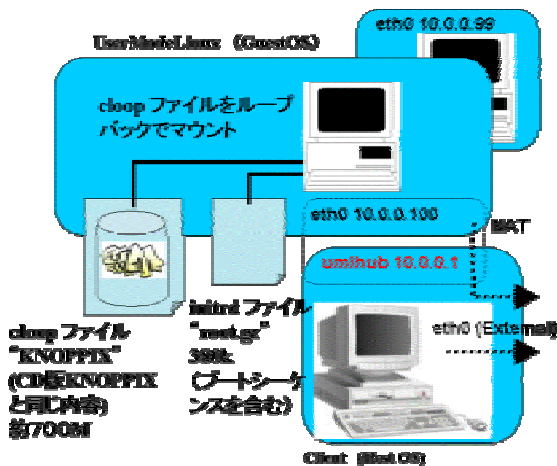 eth0 10.0.0.99
UserModeLinux （GuestOS）
cloop ファイルをループ
バックでマウント
eth0 10.0.0.100
NAT
umlhub 10.0.0.1
eth0 (External)
cloop ファイル
“KNOPPIX”
(CD版KNOPPIX
と同じ内容)
約700M
initrd ファイル
“root.gz”
（ブートシーケ
ンスを含む）
Client (Host OS)